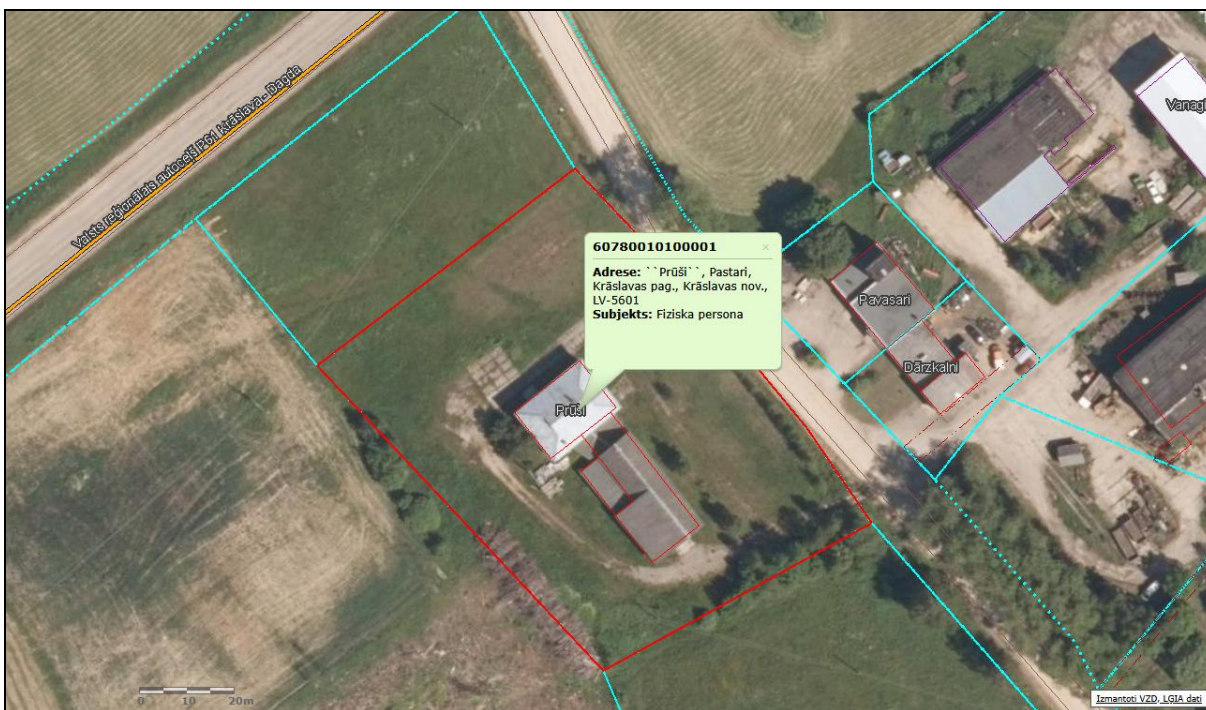 Valsts reģionālais autoceļš P61 Krāslava - Dagda
60780010100001 ×
Adrese: ``Prūši``, Pastari,
Krāslavas pag., Krāslavas nov.,
LV-5601
Subjekts: Fiziska persona
Vanagi
Pavasari
Dārzkalni
Prūši
0 10 20m
Izmantoti VZD, LĢIA dati